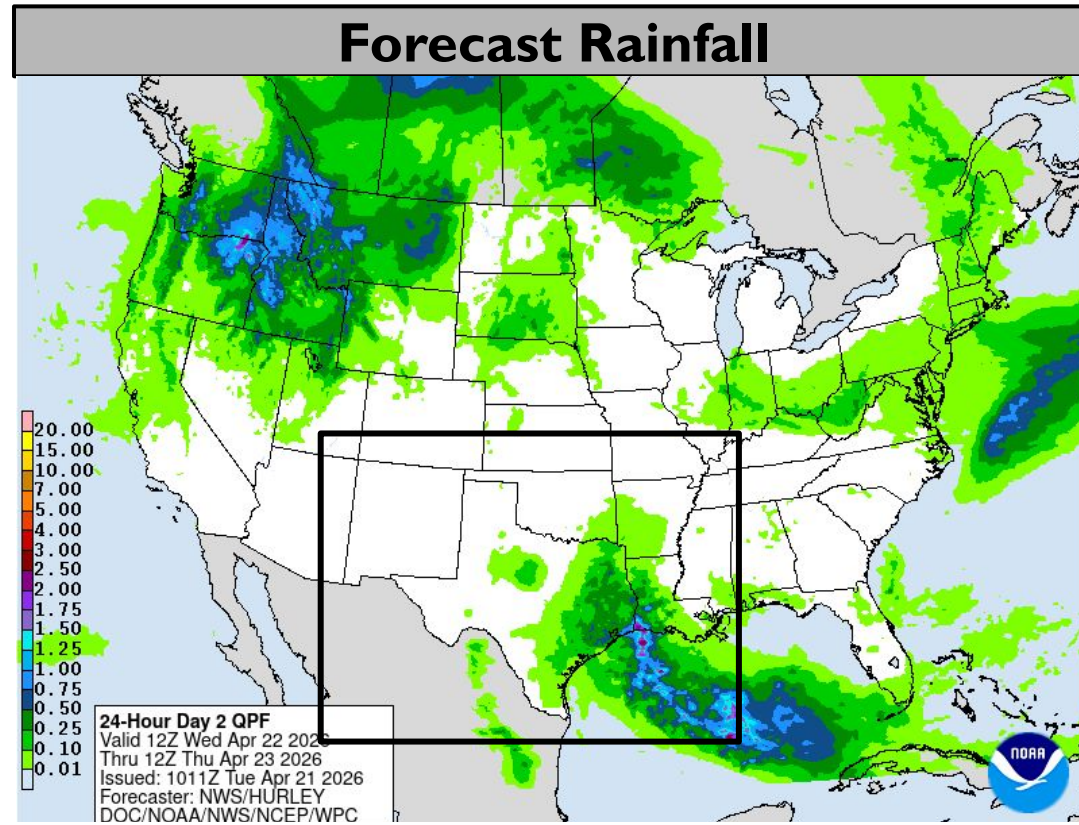 Forecast Rainfall
20.00
15.00
10.00
7.00
5.00
4.00
3.00
2.50
2.00
1.75
1.50
1.25
1.00
0.75
0.50
0.25
0.10
0.01
24-Hour Day 2 QPF
Valid 12Z Wed Apr 22 2026
Thru 12Z Thu Apr 23 2026
Issued: 1011Z Tue Apr 21 2026
Forecaster: NWS/HURLEY
DOC/NOAA/NWS/NCEP/WPC
NOAA